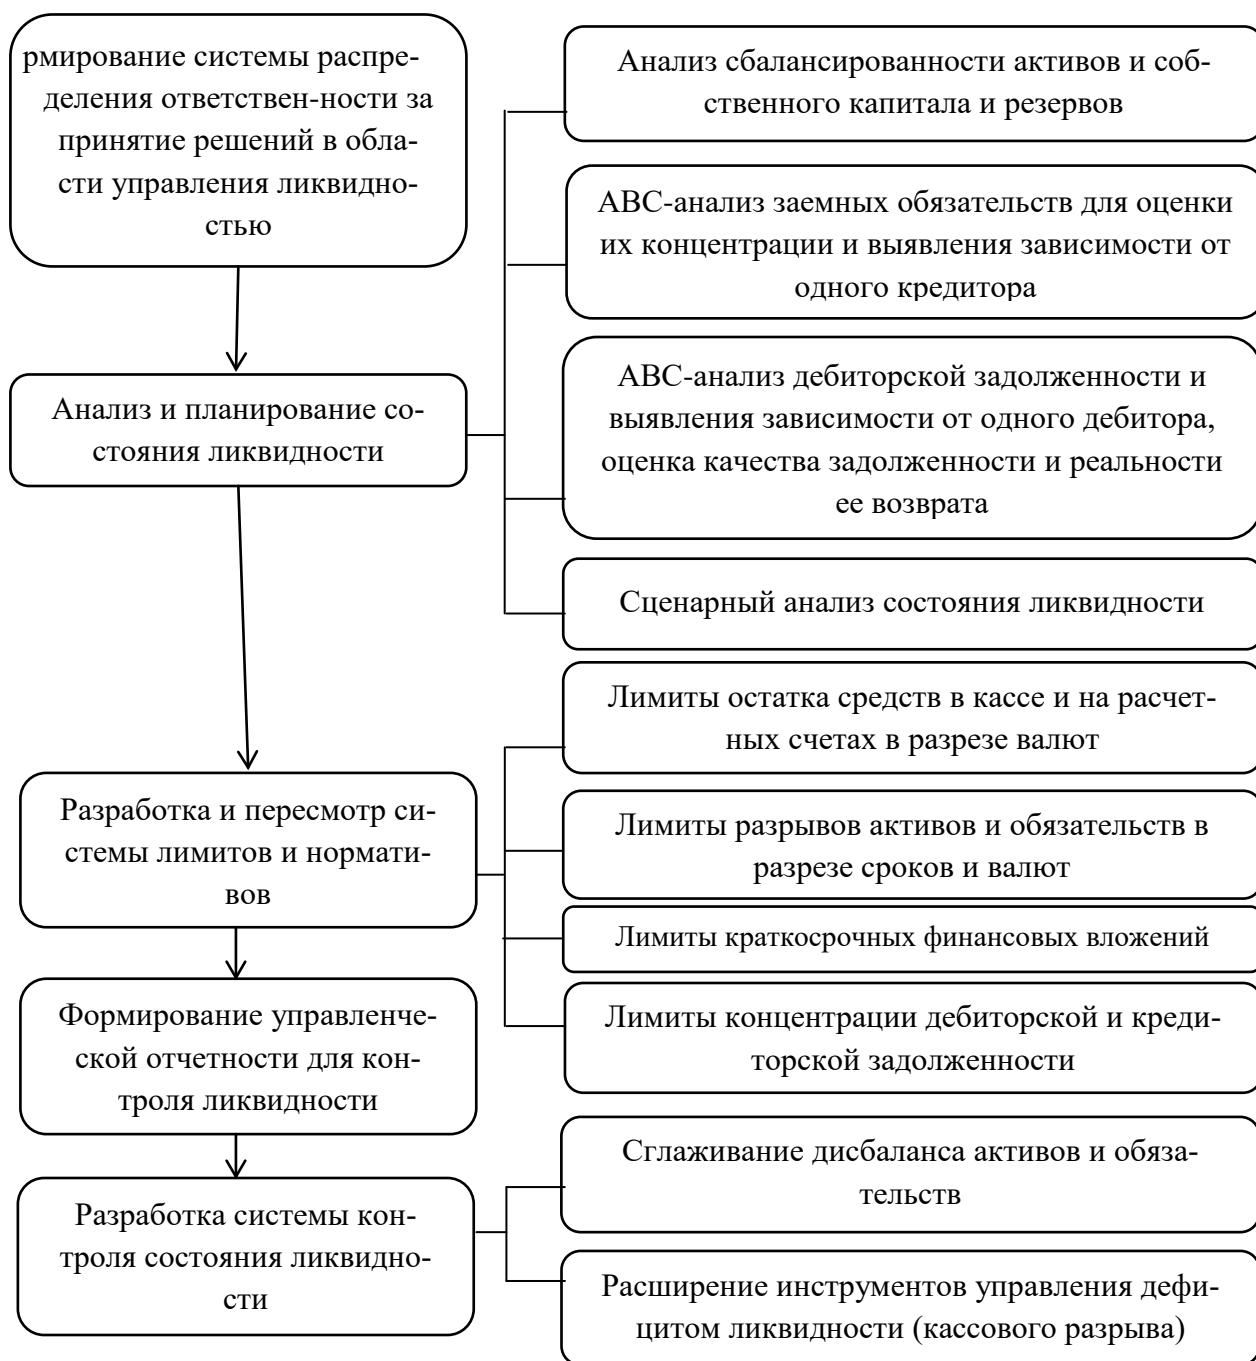 рмирование системы распре-
деления ответствен-ности за
принятие решений в обла-
сти управления ликвидно-
стью
Анализ и планирование со-
стояния ликвидности
Анализ сбалансированности активов и соб-
ственного капитала и резервов
АВС-анализ заемных обязательств для оценки
их концентрации и выявления зависимости от
одного кредитора
АВС-анализ дебиторской задолженности и
выявления зависимости от одного дебитора,
оценка качества задолженности и реальности
ее возврата
Сценарный анализ состояния ликвидности
Разработка и пересмотр си-
стемы лимитов и нормати-
вов
Лимиты остатка средств в кассе и на расчет-
ных счетах в разрезе валют
Лимиты разрывов активов и обязательств в
разрезе сроков и валют
Лимиты краткосрочных финансовых вложений
Лимиты концентрации дебиторской и креди-
торской задолженности
Формирование управленче-
ской отчетности для кон-
троля ликвидности
Разработка системы кон-
троля состояния ликвидно-
сти
Сглаживание дисбаланса активов и обяза-
тельств
Расширение инструментов управления дефи-
цитом ликвидности (кассового разрыва)